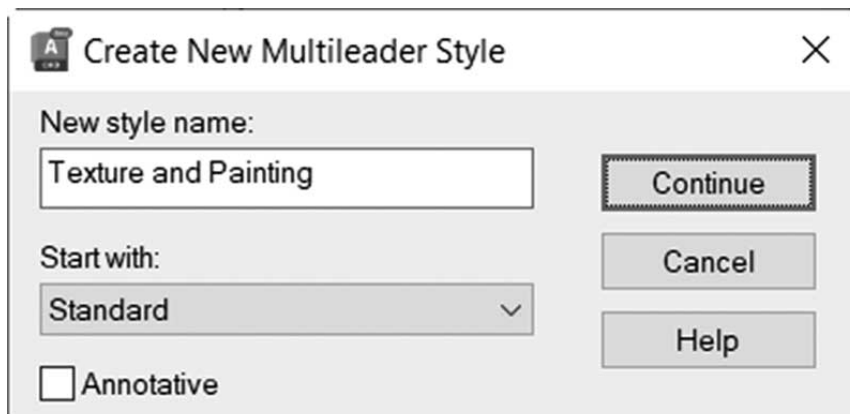 Create New Multileader Style
New style name:
Texture and Painting
Continue
Start with:
Cancel
Standard
Help
Annotative